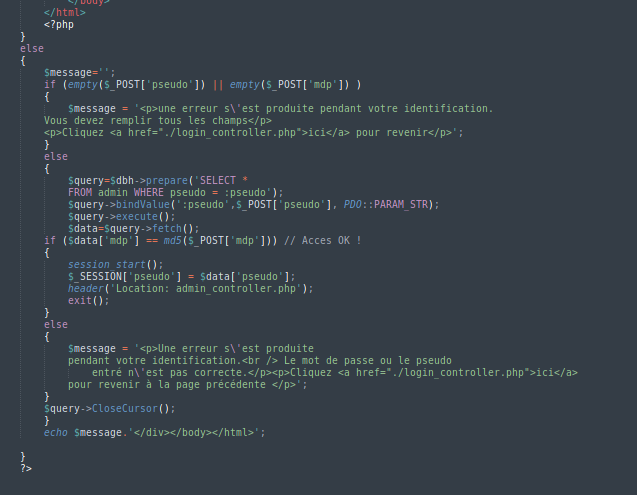 </body>
</html>
<?php
}
else
{
$message='';
if (empty($_POST['pseudo']) || empty($_POST['mdp']) )
{
$message = '<p>une erreur s\'est produite pendant votre identification.
Vous devez remplir tous les champs</p>
<p>Cliquez <a href="./login_controller.php">ici</a> pour revenir</p>';
}
else
{
$query=$dbh->prepare('SELECT *
FROM admin WHERE pseudo = :pseudo');
$query->bindValue(':pseudo',$_POST['pseudo'], PDO::PARAM_STR);
$query->execute();
$data=$query->fetch();
if ($data['mdp'] == md5($_POST['mdp'])) // Acces OK !
{
session_start();
$_SESSION['pseudo'] = $data['pseudo'];
header('Location: admin_controller.php');
exit();
}
else
{
$message = '<p>Une erreur s\'est produite
pendant votre identification.<br /> Le mot de passe ou le pseudo
entré n\'est pas correcte.</p><p>Cliquez <a href="./login_controller.php">ici</a>
pour revenir à la page précédente </p>';
}
$query->CloseCursor();
}
echo $message.'</div></body></html>';
}
?>